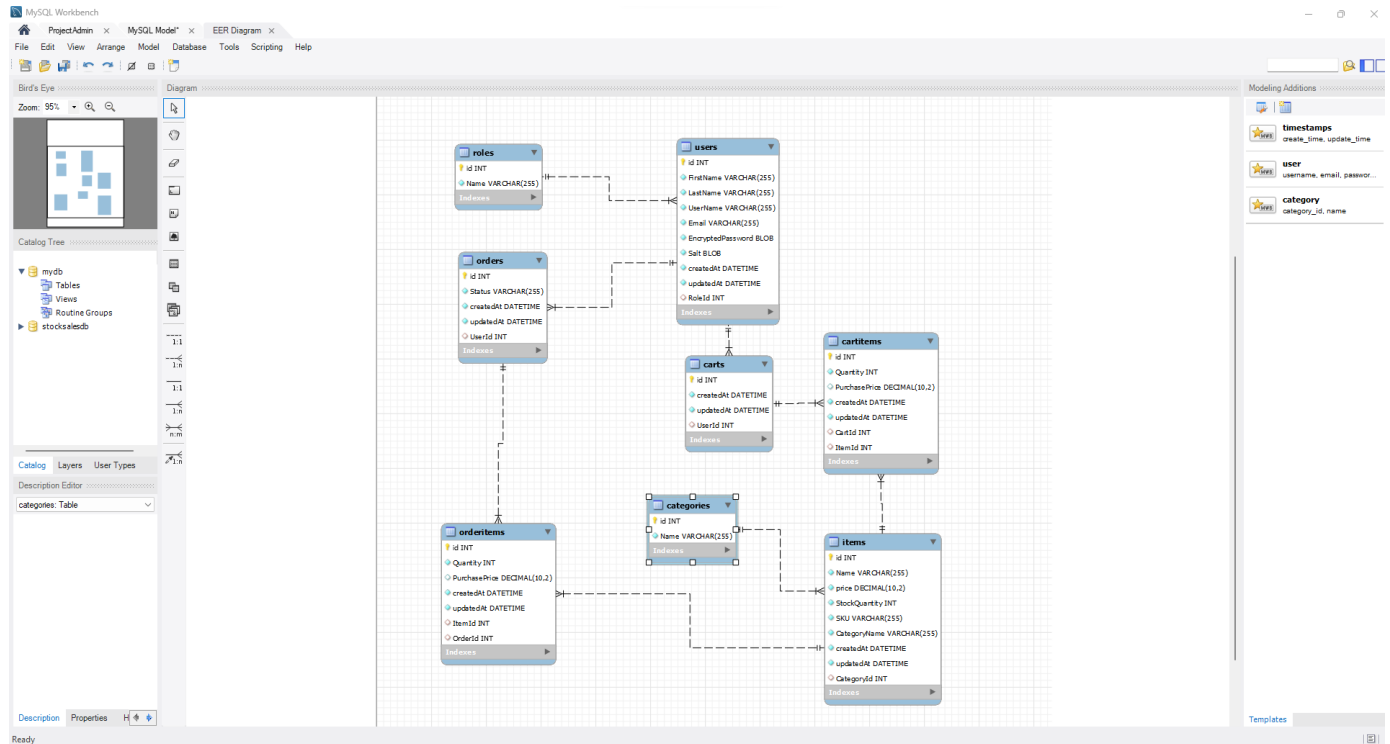 MySQL Workbench
ProjectAdmin × MySQL Model* × EER Diagram ×
File Edit View Arrange Model Database Tools Scripting Help
Bird's Eye
Zoom: 95%
Catalog Tree
mydb
Tables
Views
Routine Groups
stocksalesdb
Catalog Layers User Types
Description Editor
categories: Table
Description Properties H
Ready
Diagram
1:1
1:n
1:1
1:n
n:m
1:n
roles
id INT
Name VARCHAR(255)
Indexes
users
id INT
FirstName VARCHAR(255)
LastName VARCHAR(255)
UserName VARCHAR(255)
Email VARCHAR(255)
EncryptedPassword BLOB
Salt BLOB
createdAt DATETIME
updatedAt DATETIME
RoleId INT
Indexes
orders
id INT
Status VARCHAR(255)
createdAt DATETIME
updatedAt DATETIME
UserId INT
Indexes
carts
id INT
createdAt DATETIME
updatedAt DATETIME
UserId INT
Indexes
cartitems
id INT
Quantity INT
PurchasePrice DECIMAL(10,2)
createdAt DATETIME
updatedAt DATETIME
CartId INT
ItemId INT
Indexes
categories
id INT
Name VARCHAR(255)
Indexes
orderitems
id INT
Quantity INT
PurchasePrice DECIMAL(10,2)
createdAt DATETIME
updatedAt DATETIME
ItemId INT
OrderId INT
Indexes
items
id INT
Name VARCHAR(255)
price DECIMAL(10,2)
StockQuantity INT
SKU VARCHAR(255)
CategoryName VARCHAR(255)
createdAt DATETIME
updatedAt DATETIME
CategoryId INT
Indexes
Modeling Additions
timestamps
create_time, update_time
user
username, email, passwor...
category
category_id, name
Templates